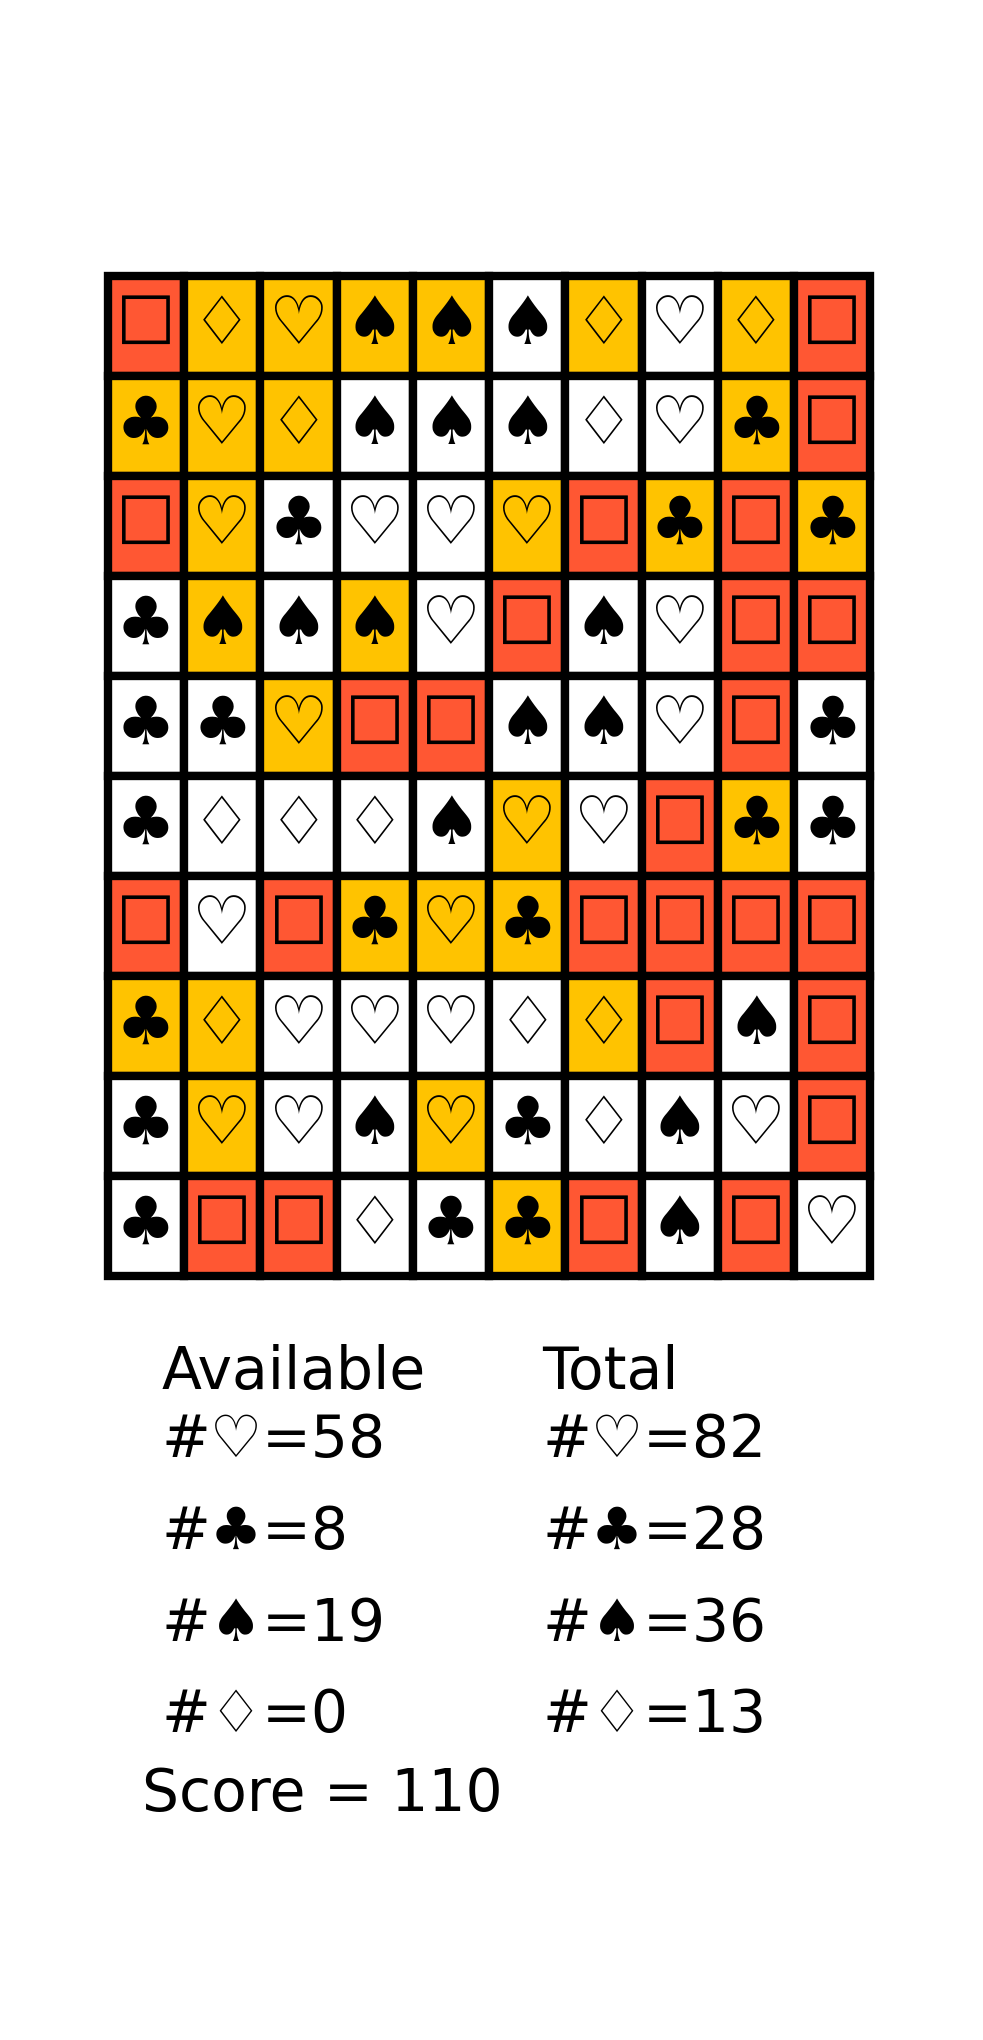 □ ♢ ♡ ♠ ♠ ♠ ♢ ♡ ♢ □
♣ ♡ ♢ ♠ ♠ ♠ ♢ ♡ ♣ □
□ ♡ ♣ ♡ ♡ ♡ □ ♣ □ ♣
♣ ♠ ♠ ♠ ♡ □ ♠ ♡ □ □
♣ ♣ ♡ □ □ ♠ ♠ ♡ □ ♣
♣ ♢ ♢ ♢ ♠ ♡ ♡ □ ♣ ♣
□ ♡ □ ♣ ♡ ♣ □ □ □ □
♣ ♢ ♡ ♡ ♡ ♢ ♢ □ ♠ □
♣ ♡ ♡ ♠ ♡ ♣ ♢ ♠ ♡ □
♣ □ □ ♢ ♣ ♣ □ ♠ □ ♡
Available Total
#♡=58 #♡=82
#♣=8 #♣=28
#♠=19 #♠=36
#♢=0 #♢=13
Score = 110